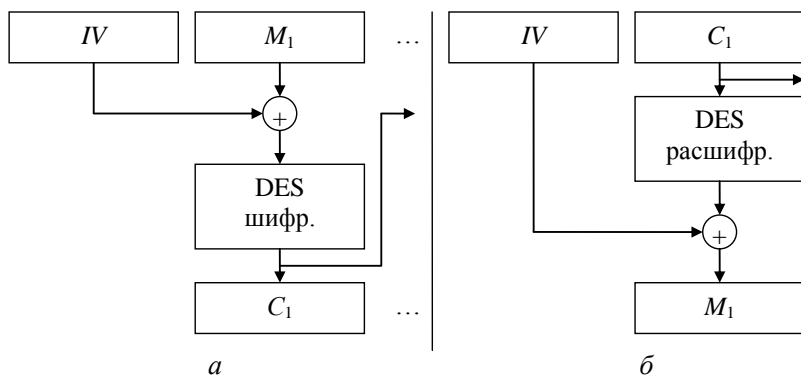 IV M₁ … IV C₁
+
DES
шифр.
DES
расшифр.
+
C₁ … M₁
а б